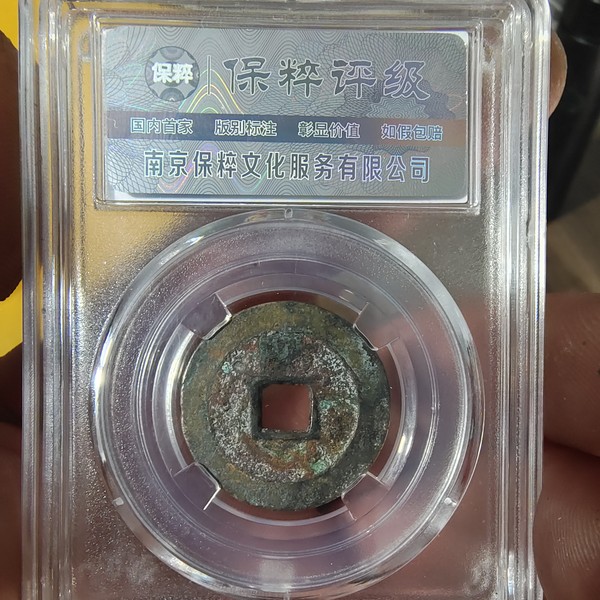 保粹 保粹评级
国内首家 版别标注 彰显价值 如假包赔
南京保粹文化服务有限公司